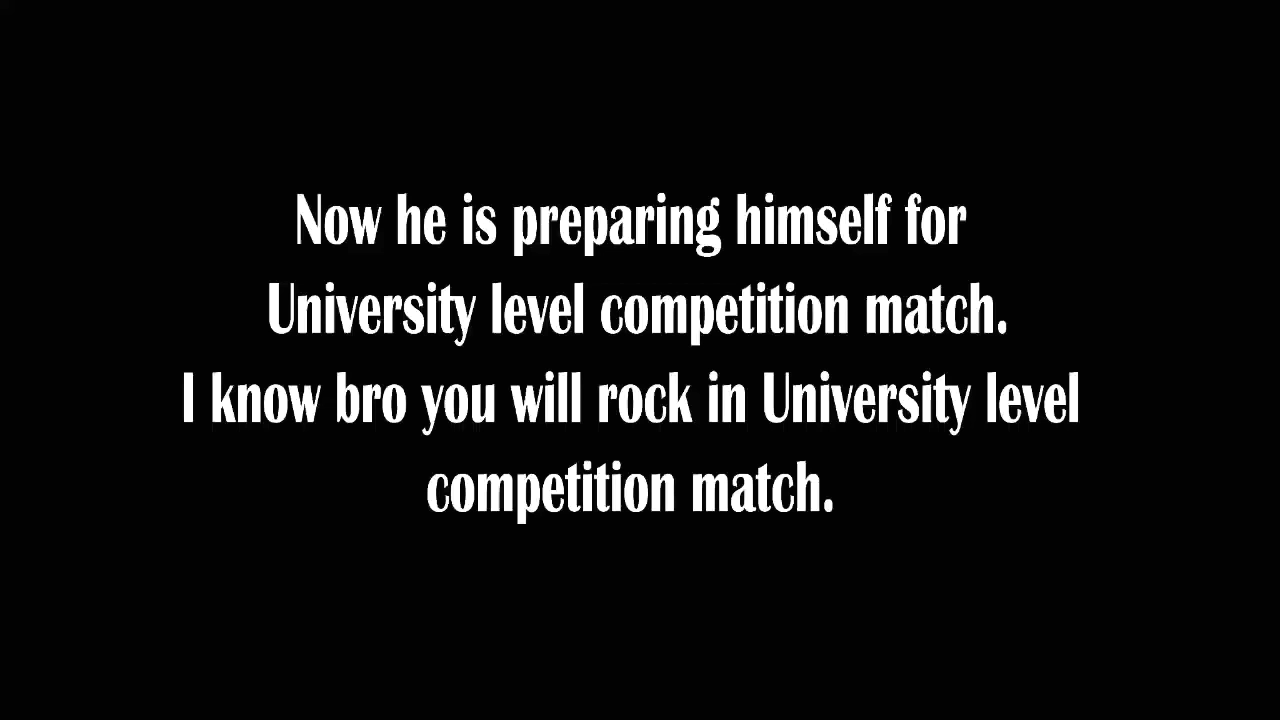 Now he is preparing himself for
University level competition match.
I know bro you will rock in University level
competition match.